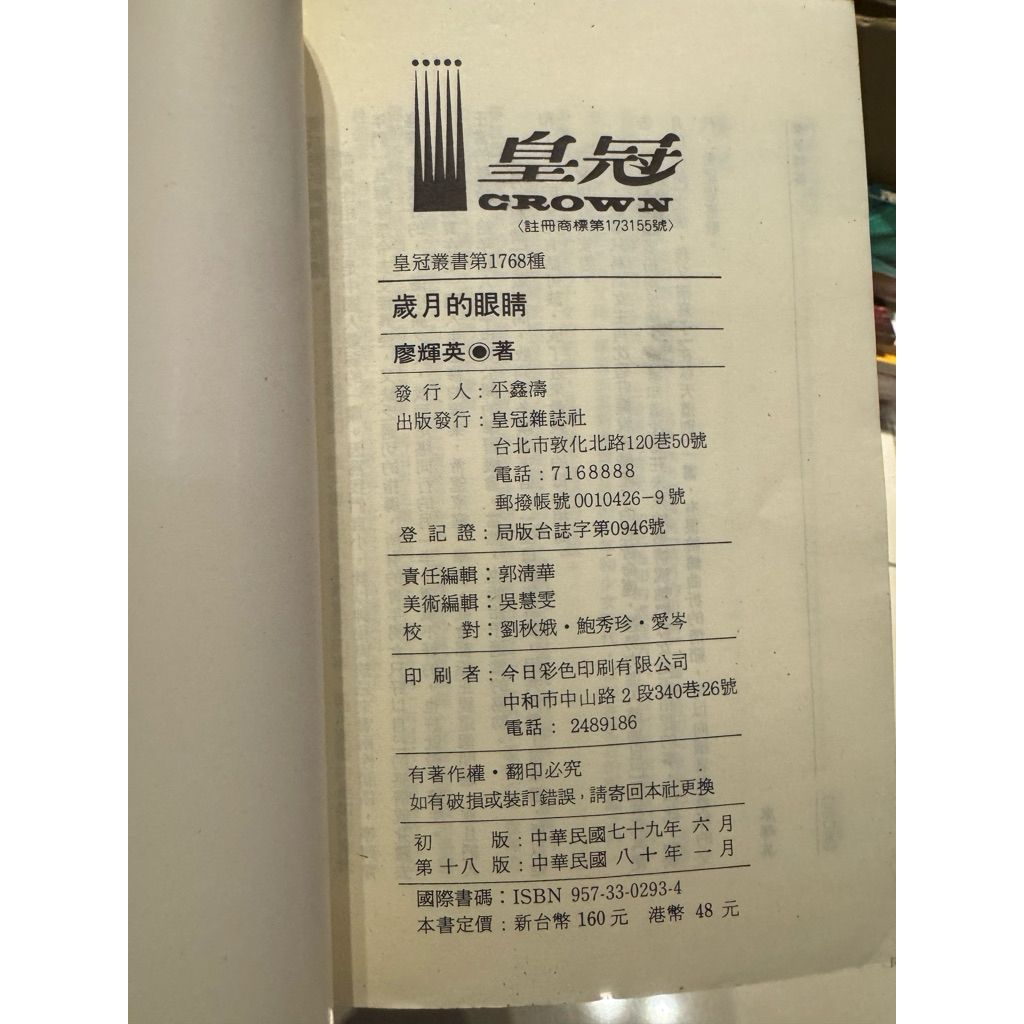 皇冠
CROWN
〈註冊商標第173155號〉
皇冠叢書第1768種
歲月的眼睛
廖輝英◉著
發行人：平鑫濤
出版發行：皇冠雜誌社
台北市敦化北路120巷50號
電話：7168888
郵撥帳號0010426-9號
登記證：局版台誌字第0946號
責任編輯：郭清華
美術編輯：吳慧雯
校對：劉秋娥・鮑秀珍・愛岑
印刷者：今日彩色印刷有限公司
中和市中山路2段340巷26號
電話：2489186
有著作權・翻印必究
如有破損或裝訂錯誤，請寄回本社更換
初版：中華民國七十九年六月
第十八版：中華民國八十年一月
國際書碼：ISBN 957-33-0293-4
本書定價：新台幣160元 港幣48元